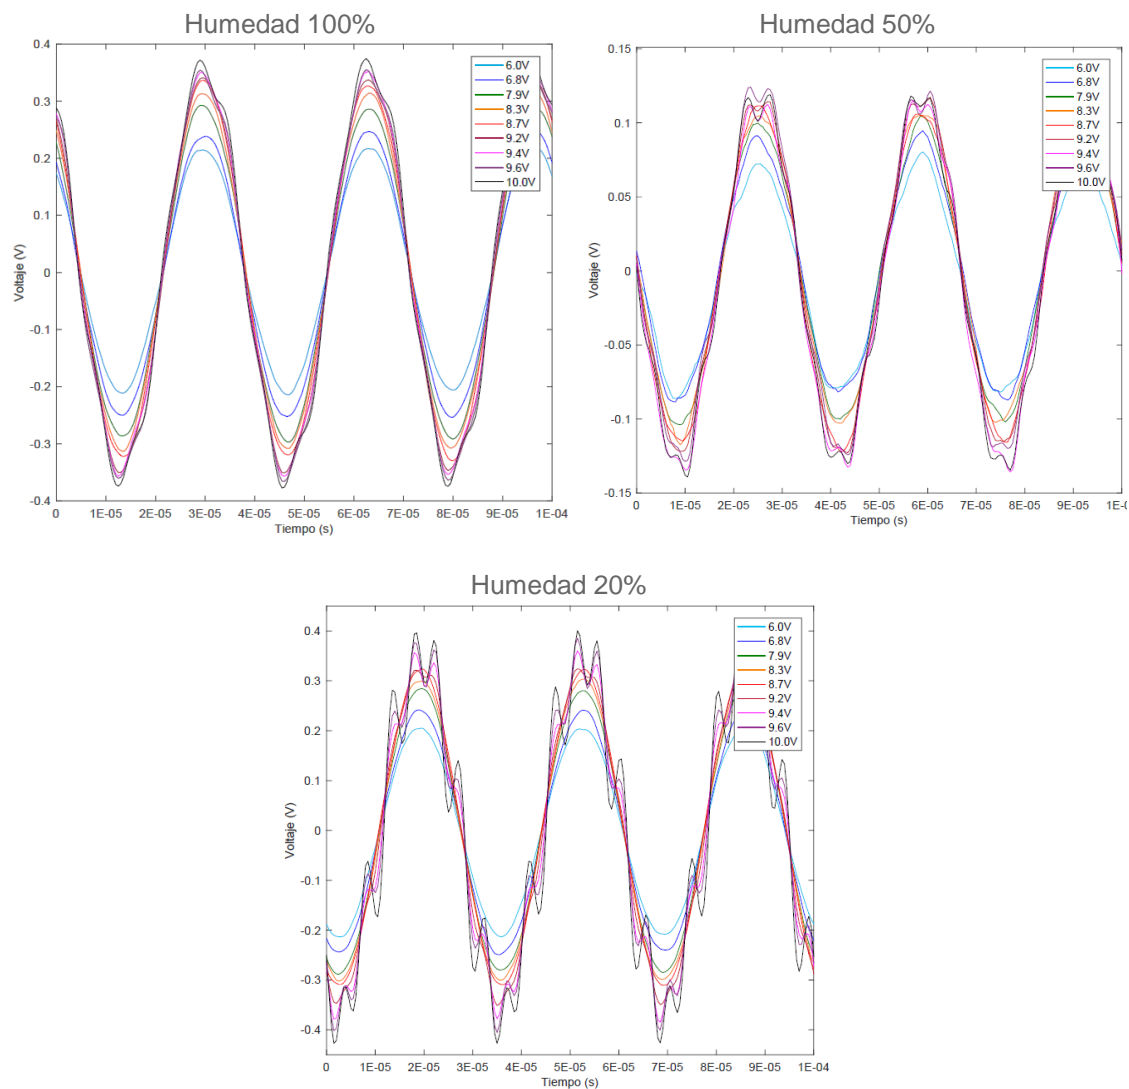 Humedad 100%
0.4
0.3
0.2
0.1
0
-0.1
-0.2
-0.3
-0.4
Voltaje (V)
0 1E-05 2E-05 3E-05 4E-05 5E-05 6E-05 7E-05 8E-05 9E-05 1E-04
Tiempo (s)
6.0V
6.8V
7.9V
8.3V
8.7V
9.2V
9.4V
9.6V
10.0V
Humedad 50%
0.15
0.1
0.05
0
-0.05
-0.1
-0.15
Voltaje (V)
0 1E-05 2E-05 3E-05 4E-05 5E-05 6E-05 7E-05 8E-05 9E-05 1E-0
Tiempo (s)
6.0V
6.8V
7.9V
8.3V
8.7V
9.2V
9.4V
9.6V
10.0V
Humedad 20%
0.4
0.3
0.2
0.1
0
-0.1
-0.2
-0.3
-0.4
Voltaje (V)
0 1E-05 2E-05 3E-05 4E-05 5E-05 6E-05 7E-05 8E-05 9E-05 1E-04
Tiempo (s)
6.0V
6.8V
7.9V
8.3V
8.7V
9.2V
9.4V
9.6V
10.0V